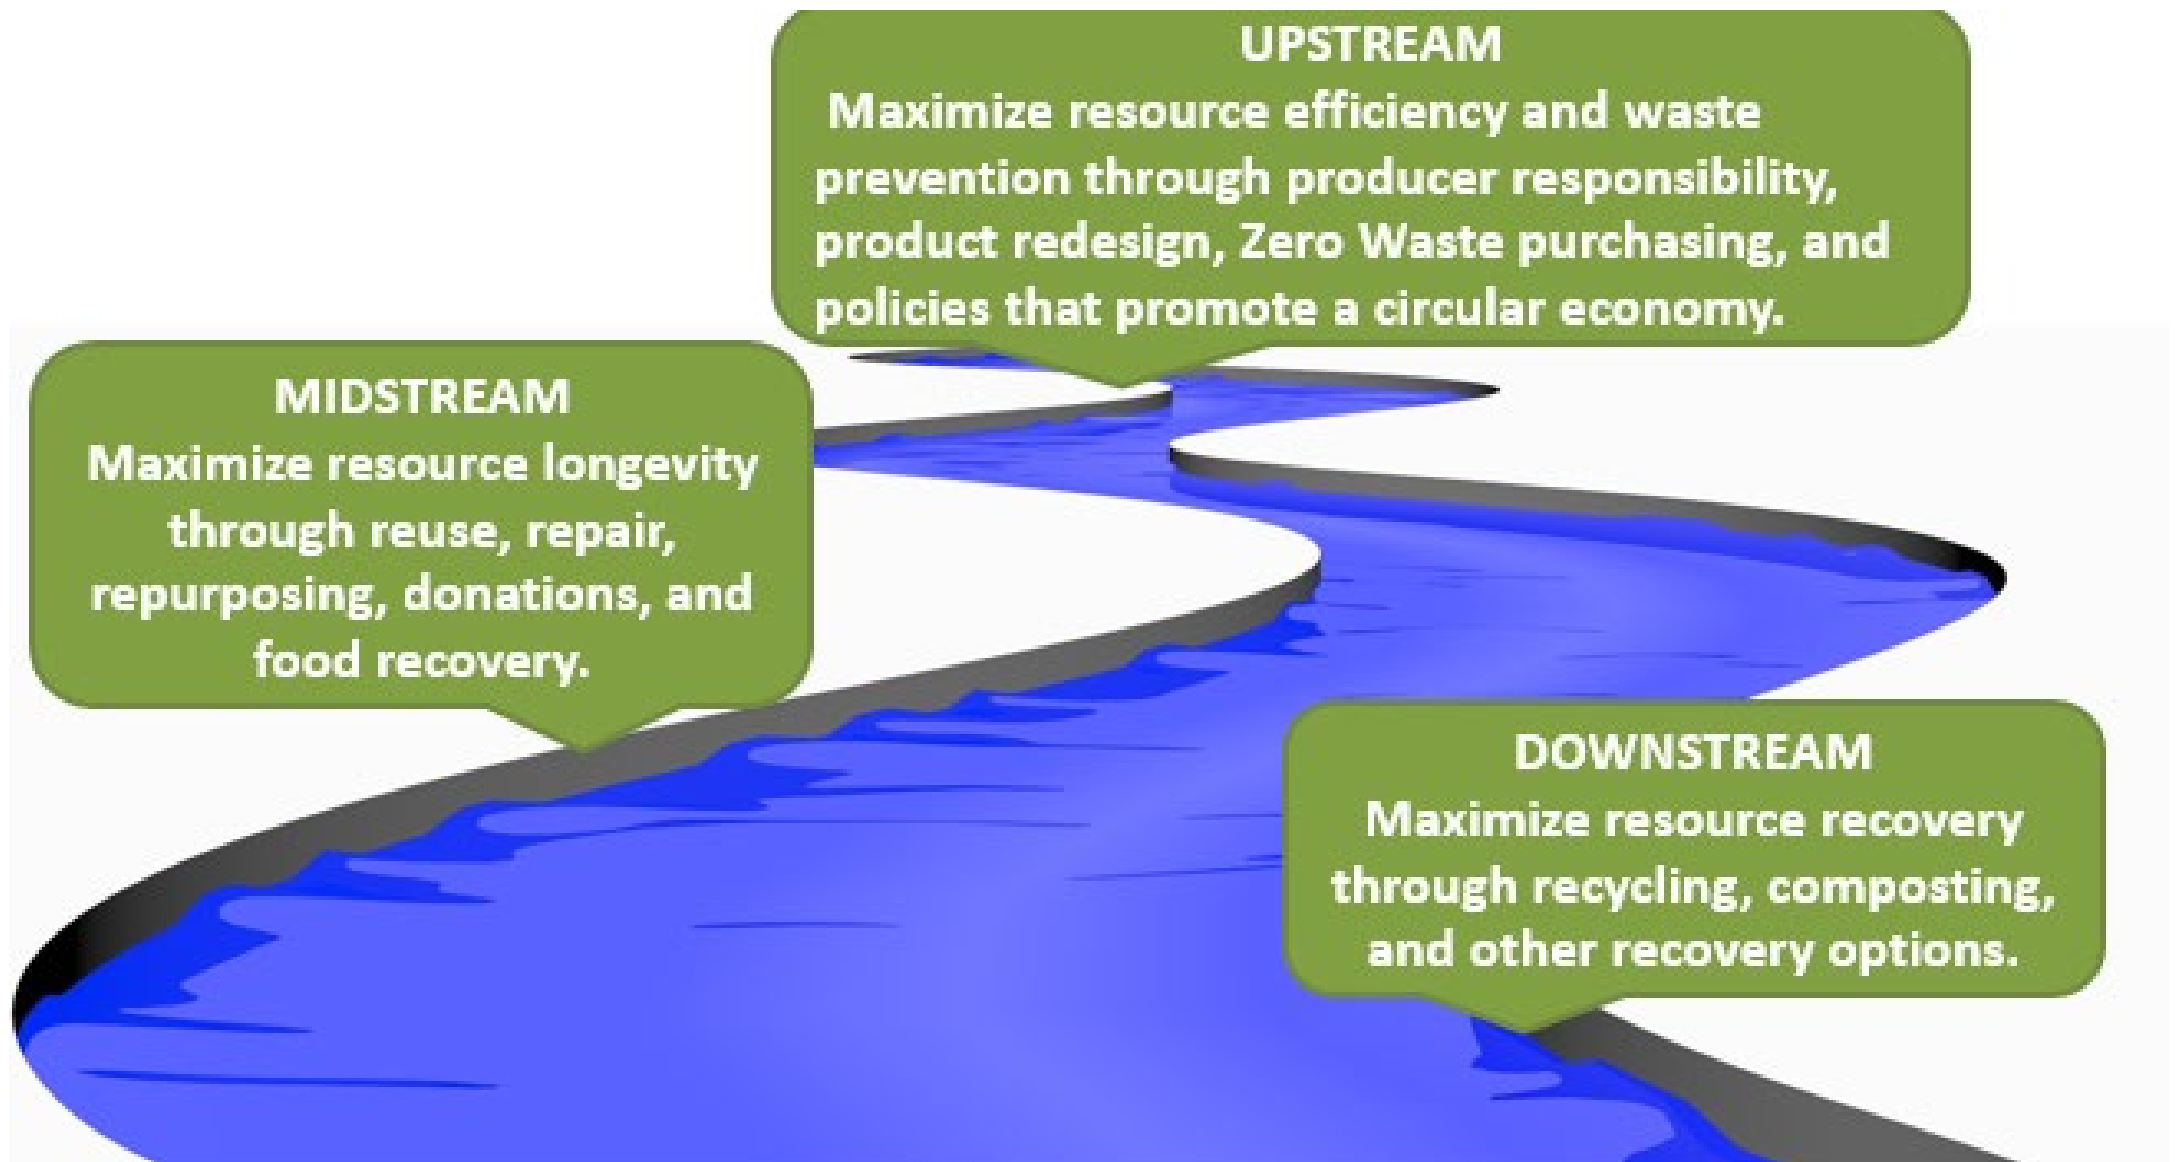 UPSTREAM
Maximize resource efficiency and waste
prevention through producer responsibility,
product redesign, Zero Waste purchasing, and
policies that promote a circular economy.
MIDSTREAM
Maximize resource longevity
through reuse, repair,
repurposing, donations, and
food recovery.
DOWNSTREAM
Maximize resource recovery
through recycling, composting,
and other recovery options.